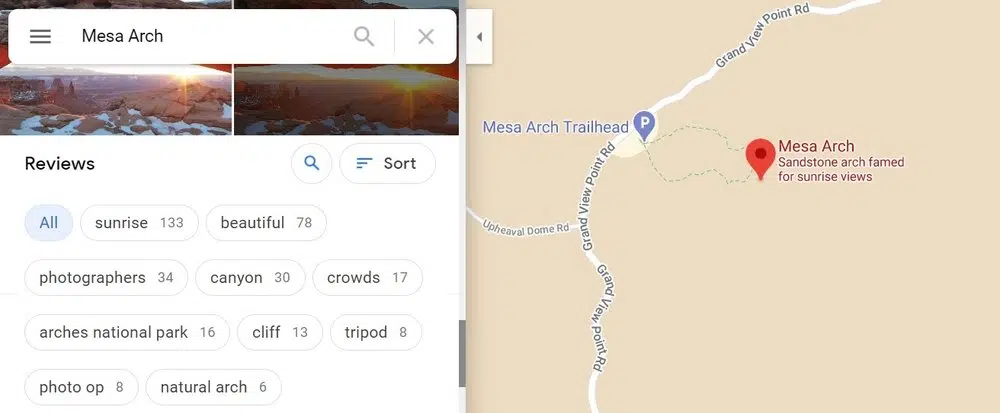 Mesa Arch
Reviews
Sort
All
sunrise 133
beautiful 78
photographers 34
canyon 30
crowds 17
arches national park 16
cliff 13
tripod 8
photo op 8
natural arch 6
Grand View Point Rd
Mesa Arch Trailhead
P
Mesa Arch
Sandstone arch famed
for sunrise views
Grand View Point Rd
Upheaval Dome Rd
Grand View Point Rd